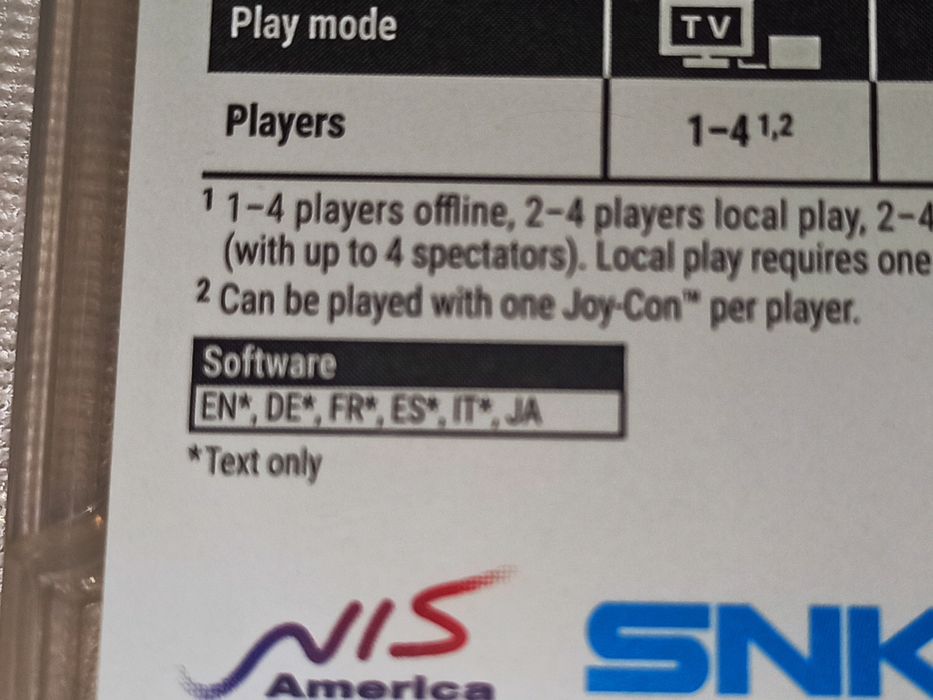 Play mode TV
Players 1–4 ¹,²
¹ 1–4 players offline, 2–4 players local play, 2–4
(with up to 4 spectators). Local play requires one
² Can be played with one Joy-Con™ per player.
Software
EN*, DE*, FR*, ES*, IT*, JA
*Text only
NIS SNK
America